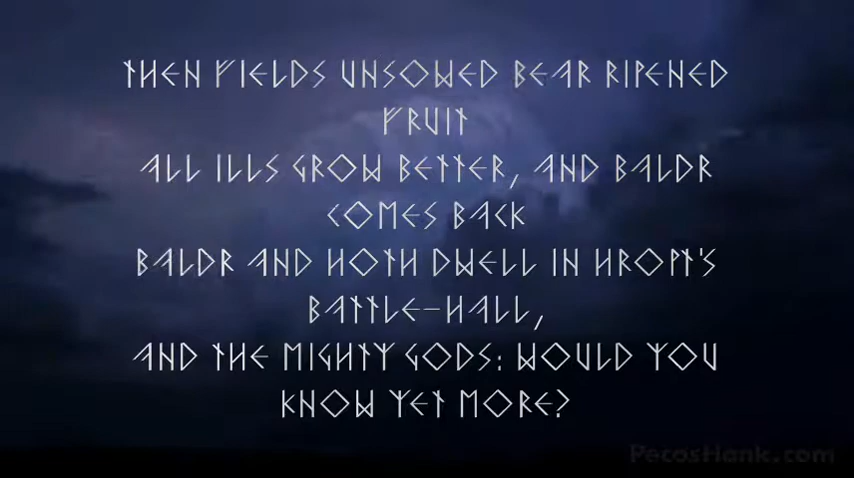 THEN FIELDS UNSOWED BEAR RIPENED
FRUIT
ALL ILLS GROW BETTER, AND BALDR
COMES BACK
BALDR AND HOTH DWELL IN HROPT'S
BATTLE-HALL,
AND THE MIGHTY GODS: WOULD YOU
KNOW YET MORE?
PecosHank.com